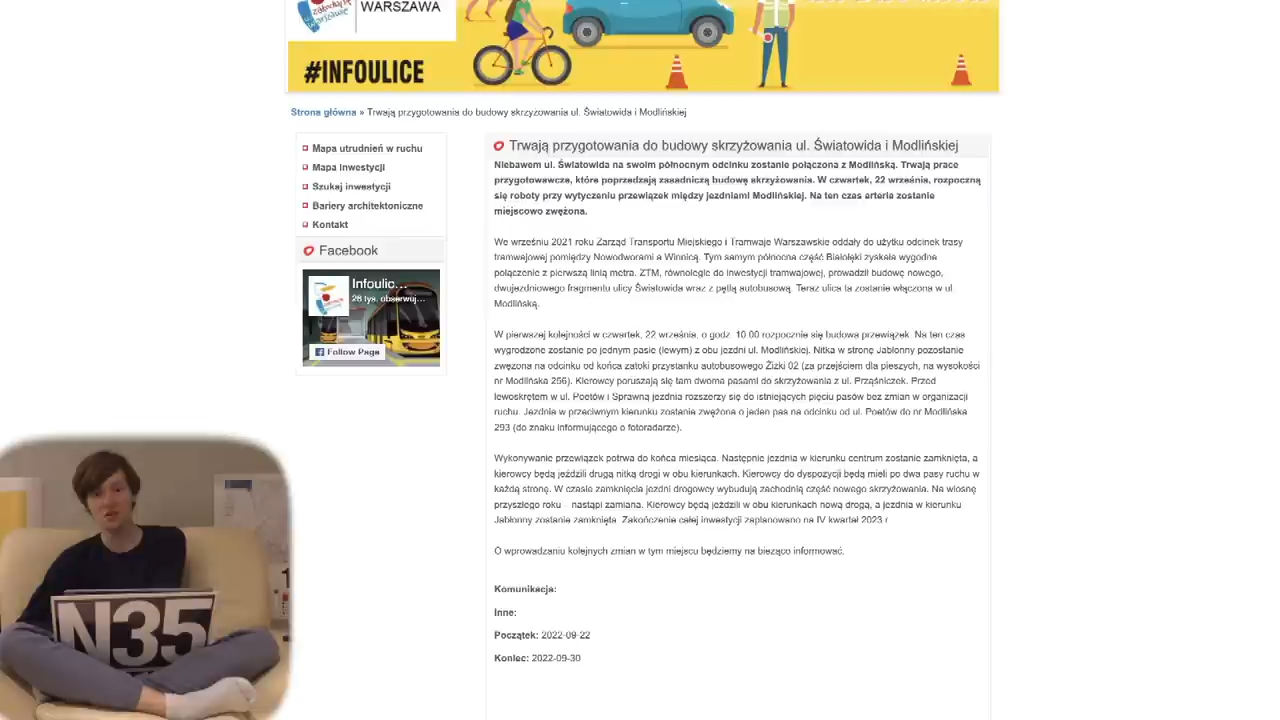 WARSZAWA
#INFOULICE
Strona główna » Trwają przygotowania do budowy skrzyżowania ul. Światowida i Modlińskiej
Mapa utrudnień w ruchu
Mapa inwestycji
Szukaj inwestycji
Bariery architektoniczne
Kontakt
Facebook
Infoulic...
26 tys. obserwuj...
Follow Page
Trwają przygotowania do budowy skrzyżowania ul. Światowida i Modlińskiej
Niebawem ul. Światowida na swoim północnym odcinku zostanie połączona z Modlińską. Trwają prace
przygotowawcze, które poprzedzają zasadniczą budowę skrzyżowania. W czwartek, 22 września, rozpoczną
się roboty przy wytyczeniu przewiązek między jezdniami Modlińskiej. Na ten czas arteria zostanie
miejscowo zwężona.
We wrześniu 2021 roku Zarząd Transportu Miejskiego i Tramwaje Warszawskie oddały do użytku odcinek trasy
tramwajowej pomiędzy Nowodworami a Winnicą. Tym samym północna część Białołęki zyskała wygodne
połączenie z pierwszą linią metra. ZTM, równolegle do inwestycji tramwajowej, prowadził budowę nowego,
dwujezdniowego fragmentu ulicy Światowida wraz z pętlą autobusową. Teraz ulica ta zostanie włączona w ul.
Modlińską.
W pierwszej kolejności w czwartek, 22 września, o godz. 10.00 rozpocznie się budowa przewiązek. Na ten czas
wygrodzone zostanie po jednym pasie (lewym) z obu jezdni ul. Modlińskiej. Nitka w stronę Jabłonny pozostanie
zwężona na odcinku od końca zatoki przystanku autobusowego Żiżki 02 (za przejściem dla pieszych, na wysokości
nr Modlińska 256). Kierowcy poruszają się tam dwoma pasami do skrzyżowania z ul. Prząśniczek. Przed
lewoskrętem w ul. Poetów i Sprawną jezdnia rozszerzy się do istniejących pięciu pasów bez zmian w organizacji
ruchu. Jezdnia w przeciwnym kierunku zostanie zwężona o jeden pas na odcinku od ul. Poetów do nr Modlińska
293 (do znaku informującego o fotoradarze).
Wykonywanie przewiązek potrwa do końca miesiąca. Następnie jezdnia w kierunku centrum zostanie zamknięta, a
kierowcy będą jeździli drugą nitką drogi w obu kierunkach. Kierowcy do dyspozycji będą mieli po dwa pasy ruchu w
każdą stronę. W czasie zamknięcia jezdni drogowcy wybudują zachodnią część nowego skrzyżowania. Na wiosnę
przyszłego roku – nastąpi zamiana. Kierowcy będą jeździli w obu kierunkach nową drogą, a jezdnia w kierunku
Jabłonny zostanie zamknięta. Zakończenie całej inwestycji zaplanowano na IV kwartał 2023 r.
O wprowadzaniu kolejnych zmian w tym miejscu będziemy na bieżąco informować.
Komunikacja:
Inne:
Początek: 2022-09-22
Koniec: 2022-09-30
N35